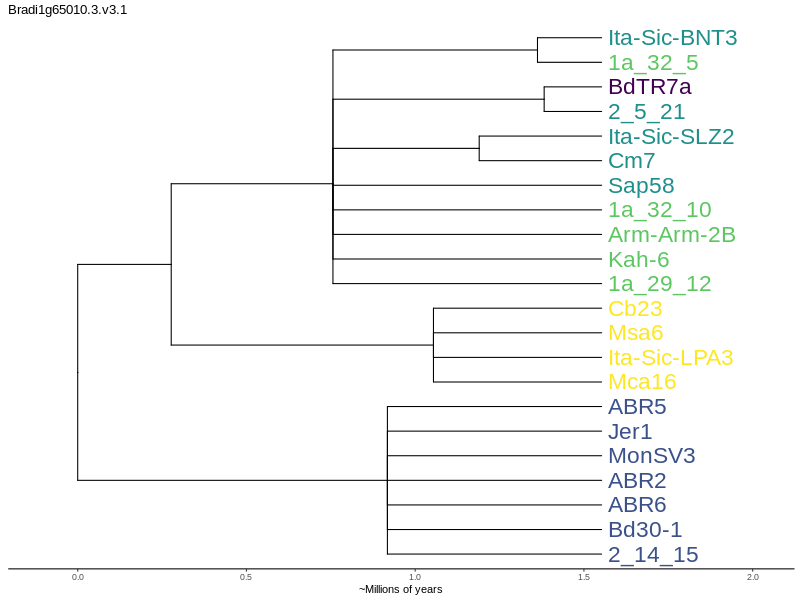 Bradi1g65010.3.v3.1
Ita-Sic-BNT3
1a_32_5
BdTR7a
2_5_21
Ita-Sic-SLZ2
Cm7
Sap58
1a_32_10
Arm-Arm-2B
Kah-6
1a_29_12
Cb23
Msa6
Ita-Sic-LPA3
Mca16
ABR5
Jer1
MonSV3
ABR2
ABR6
Bd30-1
2_14_15
0.0 0.5 1.0 1.5 2.0
~Millions of years